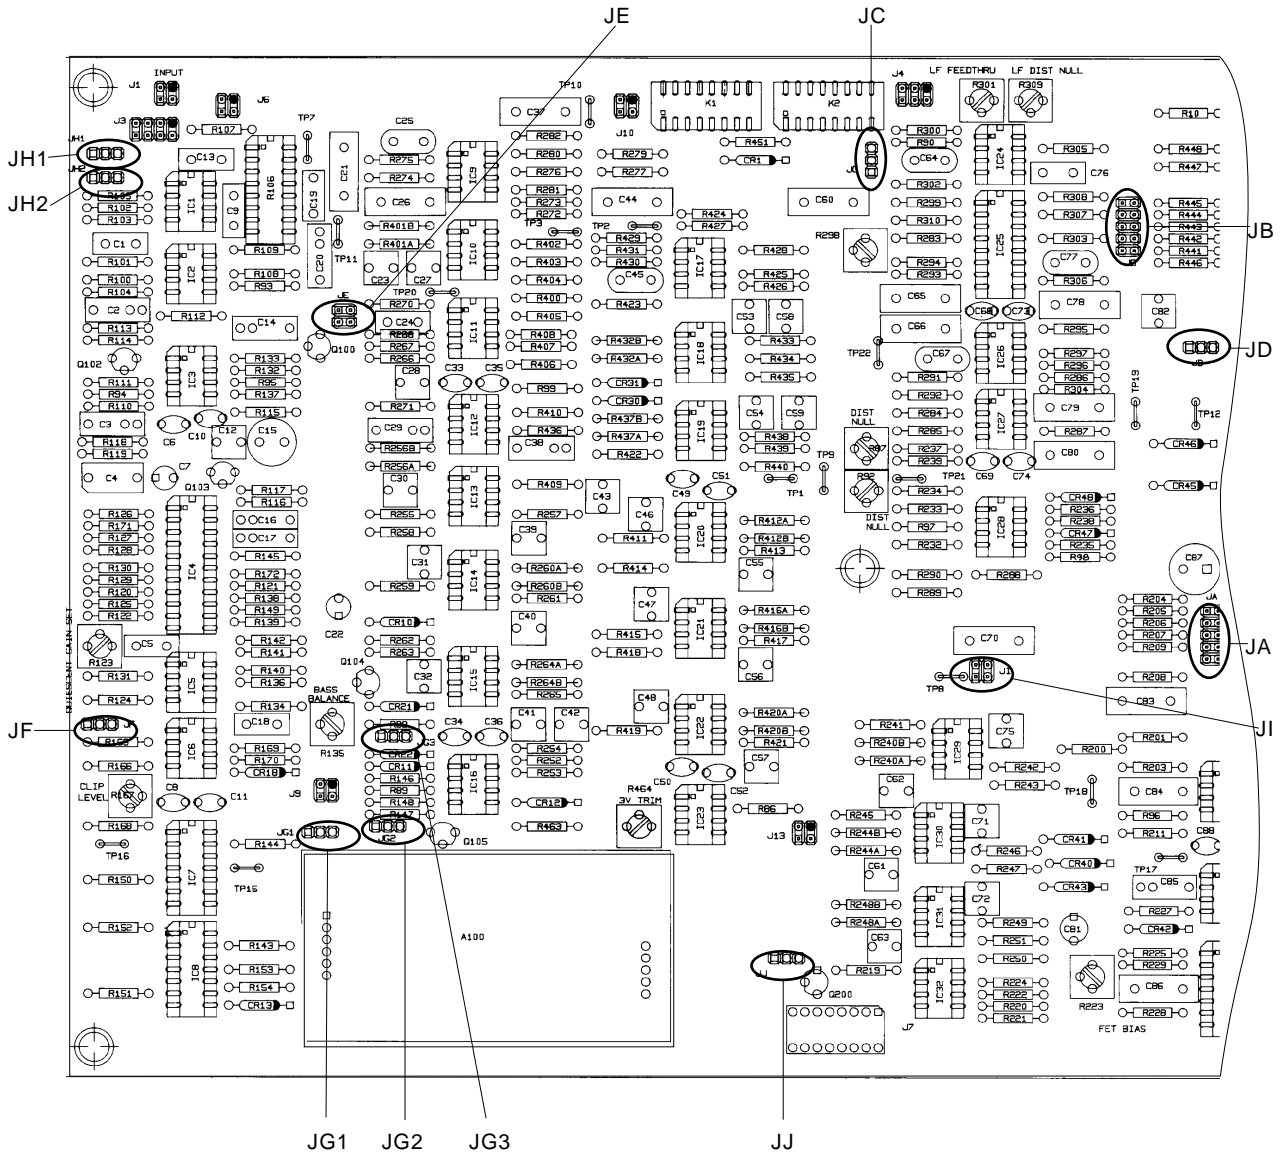 JE
JC
INPUT
J1
J6
J3
R107
TP7
C25
C37
TP10
J10
K1
K2
J4
LF FEEDTHRU
LF DIST NULL
R301
R309
R10
JH1
JH1
JH2
JH2
C13
R106
C21
R275
R274
C26
IC9
R282
R280
R276
R281
R273
R272
R279
R277
C44
R451
CR1
C60
R300
R90
C64
R302
R299
R310
R283
R294
R293
IC24
IC25
R305
C76
R308
R307
R303
C77
R306
C78
R448
R447
R445
R444
R443
R442
R441
R446
JB
R102
R103
IC1
C9
C19
C1
R101
R100
R104
C2
R113
R114
IC2
R109
R108
R93
R112
C20
TP11
R401B
R401A
C23
C27
TP20
IC10
TP3
R402
R403
R404
R400
R405
R408
R407
R406
TP2
R429
R431
R430
C45
R423
R424
R427
IC17
R428
R425
R426
C53
C58
R298
C65
C66
C68
C73
R295
C82
JE
R270
C24
R267
R266
C14
Q100
IC11
Q102
R111
R94
R110
C3
R118
R119
C4
IC3
R133
R132
R95
R137
R115
C6
C10
C12
C15
C7
Q103
C28
C33
C35
R271
C29
R256B
R256A
C30
R255
R258
IC12
IC13
R99
R410
R436
C38
R409
R257
C39
R432B
R432A
CR31
CR30
R437B
R437A
R422
C43
C46
R411
IC18
IC19
C49
C51
IC20
R433
R434
R435
C54
C59
R438
R439
R440
TP1
TP9
TP22
C67
IC26
R291
R292
R284
R285
R237
R239
DIST NULL
R92
DIST NULL
TP21
R234
R233
R97
R232
R290
R289
IC27
C69
C74
IC28
R288
R297
R296
R286
R304
C79
R287
C80
TP19
TP12
JD
CR46
CR45
CR48
R236
R238
CR47
R235
R98
C87
R117
R116
C16
C17
R126
R171
R127
R128
R130
R129
R120
R125
R122
IC4
R145
R172
R121
R138
R149
R139
R142
R141
R140
R136
R134
C31
R259
C22
CR10
R262
R263
Q104
C32
CR21
IC14
IC15
R260A
R260B
R261
C40
R264A
R264B
R265
C41
C42
R414
C47
R415
R418
C48
R419
IC21
IC22
R412A
R412B
R413
C55
R416A
R416B
R417
C56
R420A
R420B
R421
C57
C70
TP8
JI
JA
R204
R205
R206
R207
R209
R208
C83
R201
JA
QUIESCENT GAIN SET
R123
C5
R131
R124
IC5
JF
IC6
C18
R169
R170
CR18
BASS
BALANCE
R135
J9
R166
CLIP
LEVEL
R167
R168
C8
C11
TP16
IC7
R144
TP15
R150
R152
R151
IC8
R143
R153
R154
CR13
JG3
CR22
CR11
R146
R89
R148
R147
JG1
JG2
Q105
C34
C36
IC16
R254
R252
R253
CR12
R463
R464
3V TRIM
C50
C52
IC23
R86
J13
A100
R241
R240B
R240A
C62
R245
R244B
R244A
C61
R248B
R248A
C63
R219
Q200
J7
IC29
C75
R242
R243
IC30
C71
R246
R247
IC31
C72
R249
R251
R250
IC32
R224
R222
R220
R221
R200
TP18
CR41
CR40
CR43
C81
R223
FET BIAS
R203
C84
R96
R211
C88
TP17
C85
R227
CR42
R225
R229
C86
R228
JI
JG1
JG2
JG3
JJ